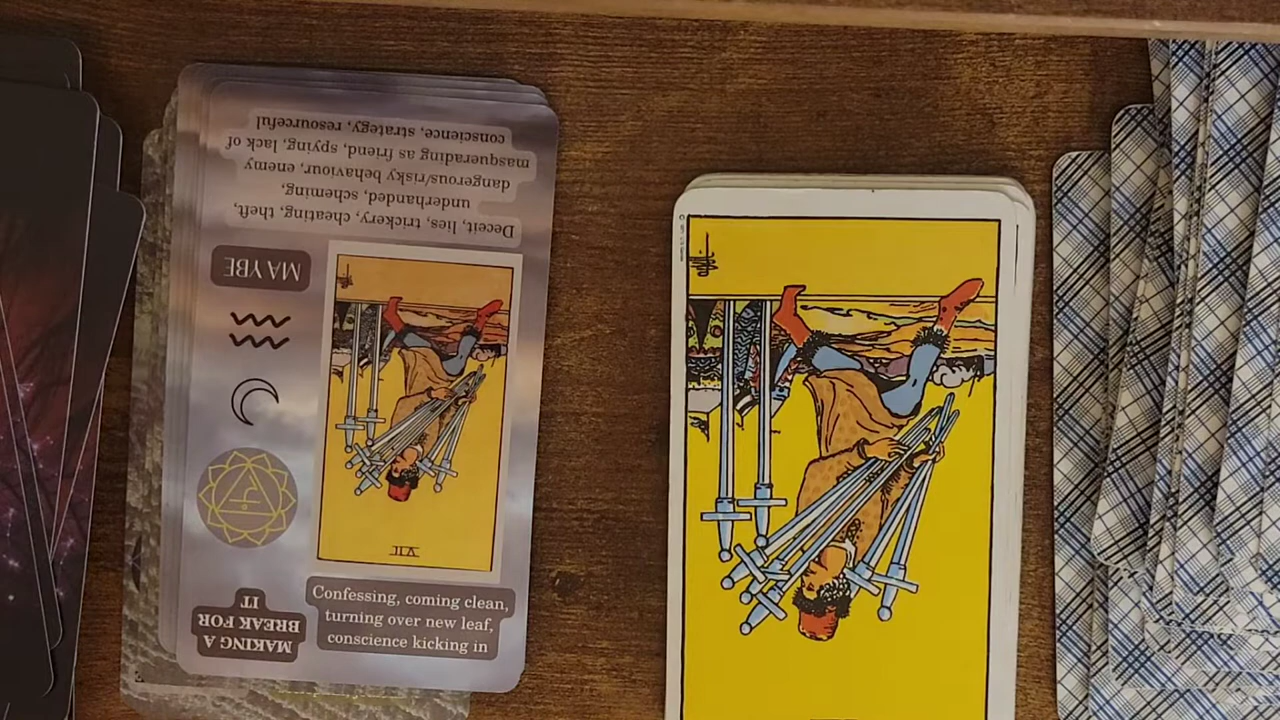 Deceit, lies, trickery, cheating, theft,
underhanded, scheming,
dangerous/risky behaviour, enemy
masquerading as friend, spying, lack of
conscience, strategy, resourceful
MAYBE
VII
MAKING A
BREAK FOR
IT
Confessing, coming clean,
turning over new leaf,
conscience kicking in